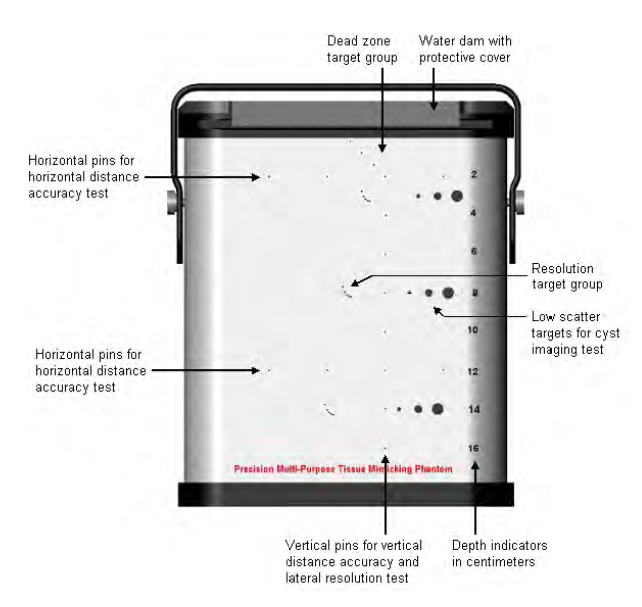 Dead zone
target group
Water dam with
protective cover
Horizontal pins for
horizontal distance
accuracy test
2
4
6
Resolution
target group
8
Low scatter
targets for cyst
imaging test
10
Horizontal pins for
horizontal distance
accuracy test
12
14
16
Precision Multi-Purpose Tissue Mimicking Phantom
Vertical pins for vertical
distance accuracy and
lateral resolution test
Depth indicators
in centimeters